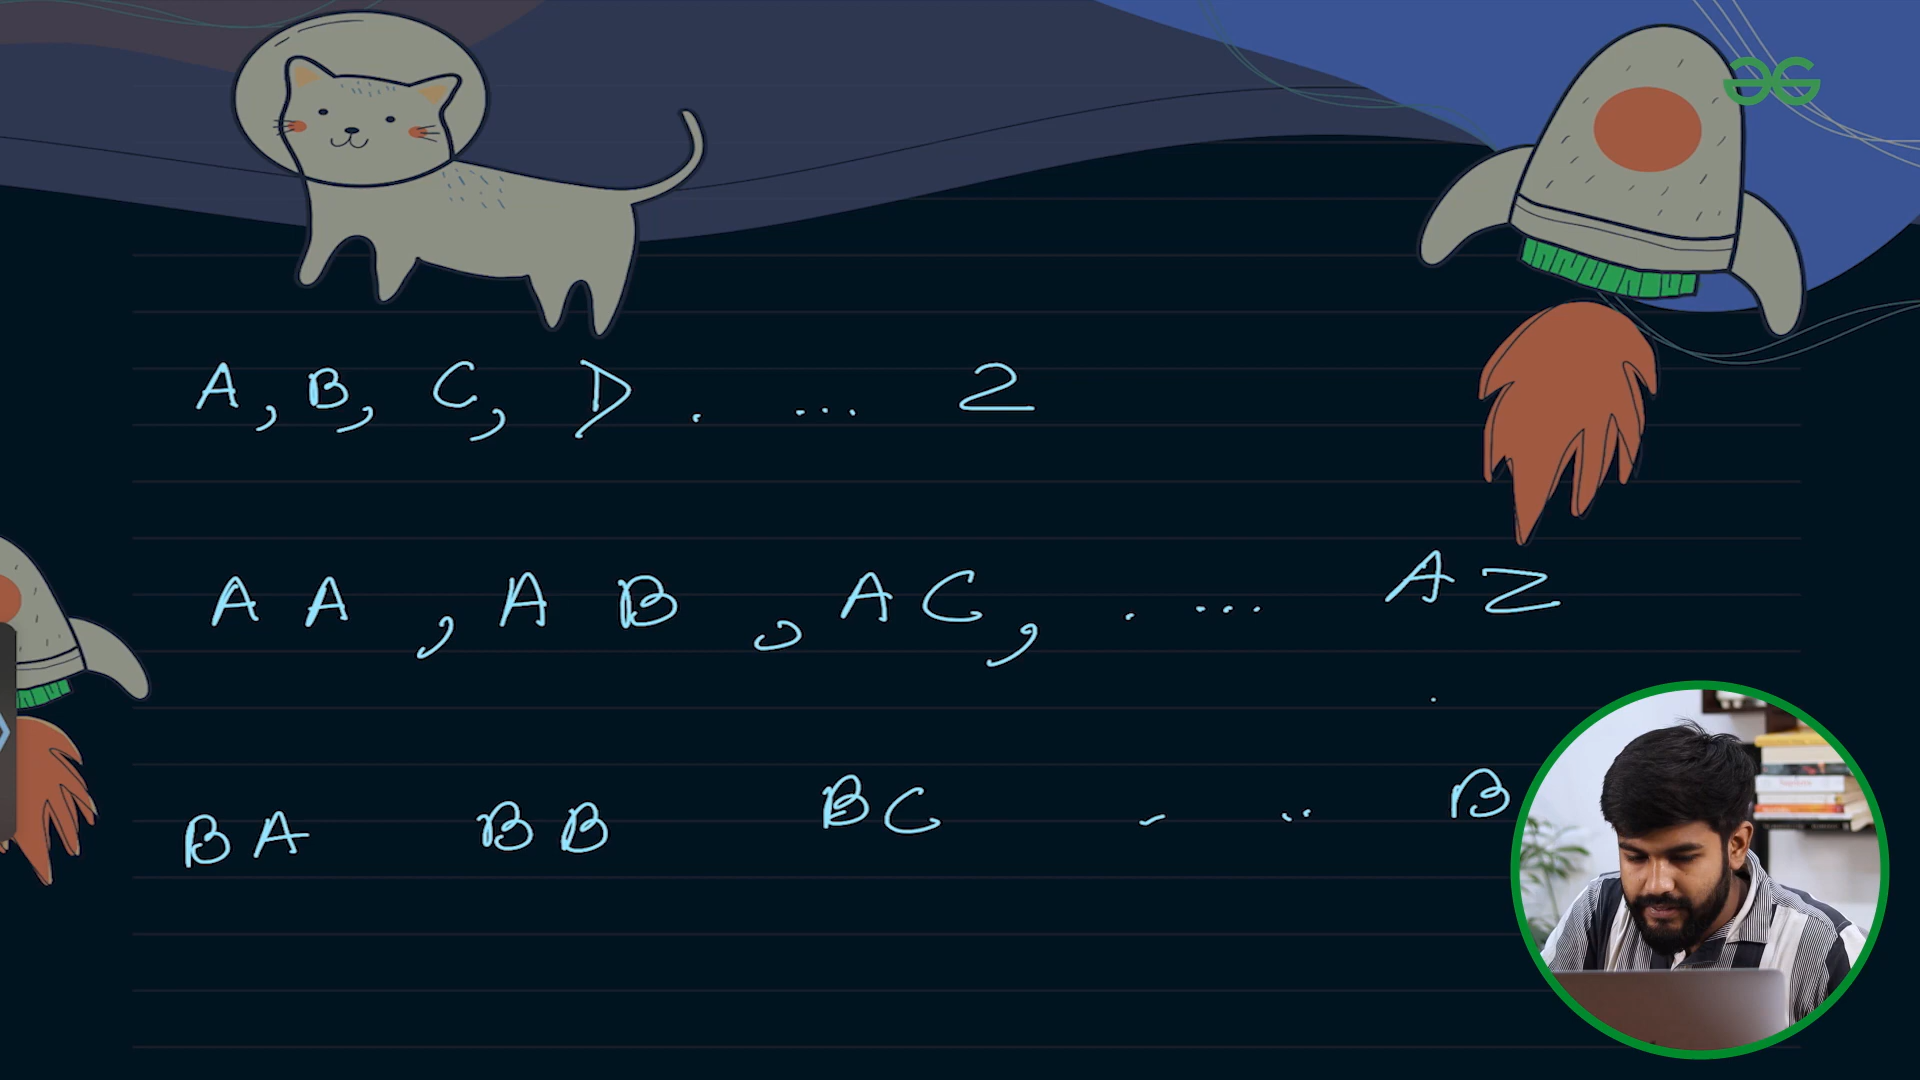 A, B, C, D . ... Z
AA, AB, AC, . ... AZ
BA BB BC - .. B